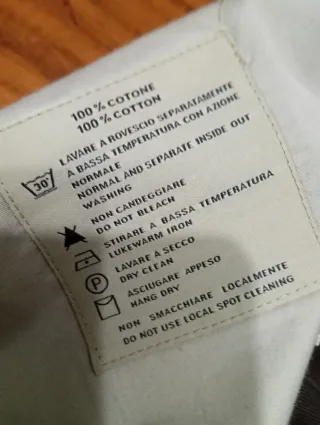 100% COTONE
100% COTTON
LAVARE A ROVESCIO SEPARATAMENTE
A BASSA TEMPERATURA CON AZIONE
NORMALE
NORMAL AND SEPARATE INSIDE OUT
WASHING
30°
NON CANDEGGIARE
DO NOT BLEACH
STIRARE A BASSA TEMPERATURA
LUKEWARM IRON
LAVARE A SECCO
DRY CLEAN
P
ASCIUGARE APPESO
HANG DRY
NON SMACCHIARE LOCALMENTE
DO NOT USE LOCAL SPOT CLEANING